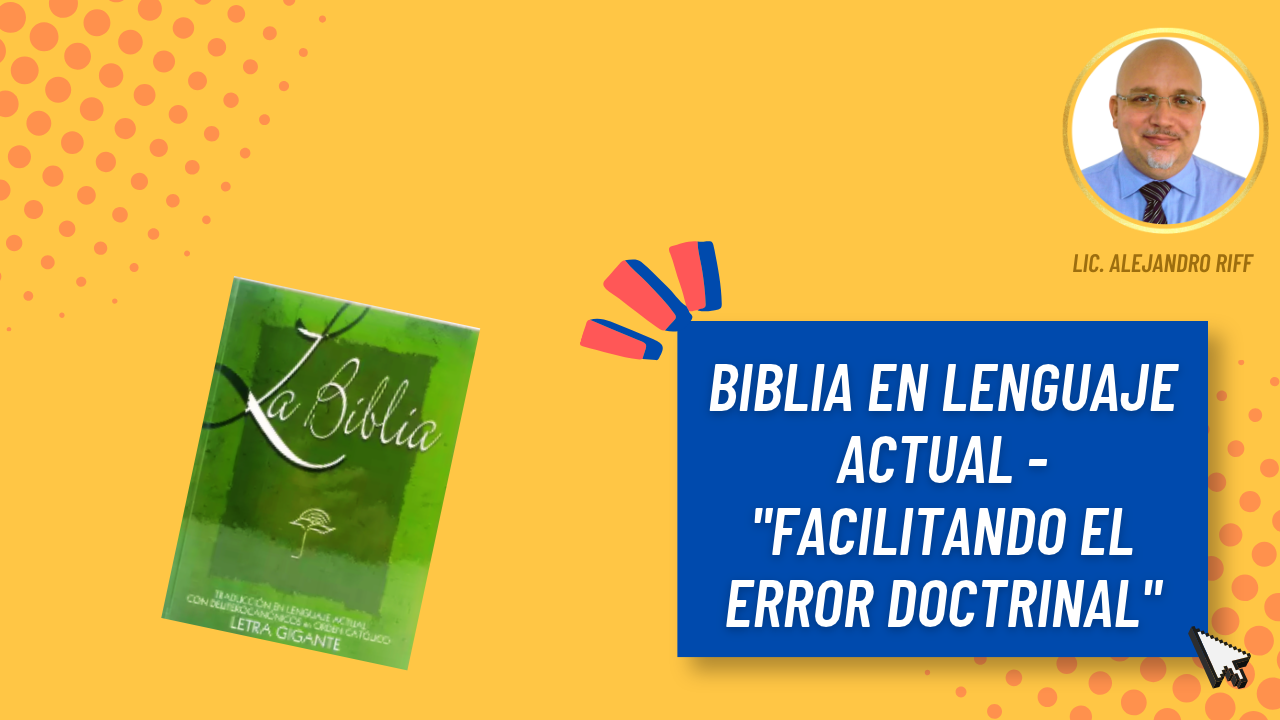 LIC. ALEJANDRO RIFF
La Biblia
TRADUCCIÓN EN LENGUAJE ACTUAL
CON DEUTEROCANÓNICOS en ORDEN CATÓLICO
LETRA GIGANTE
BIBLIA EN LENGUAJE
ACTUAL -
"FACILITANDO EL
ERROR DOCTRINAL"